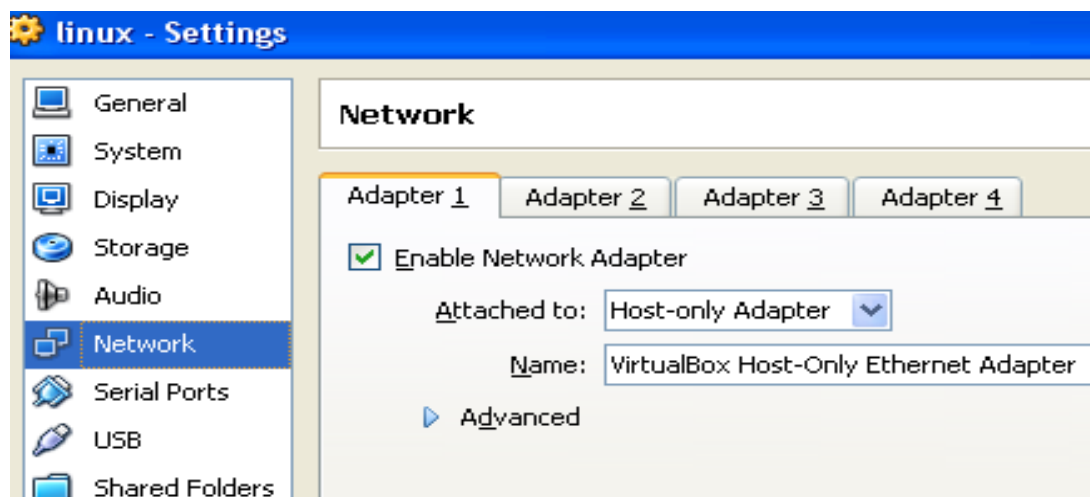 linux - Settings
General
System
Display
Storage
Audio
Network
Serial Ports
USB
Shared Folders
Network
Adapter 1 Adapter 2 Adapter 3 Adapter 4
Enable Network Adapter
Attached to: Host-only Adapter
Name: VirtualBox Host-Only Ethernet Adapter
Advanced